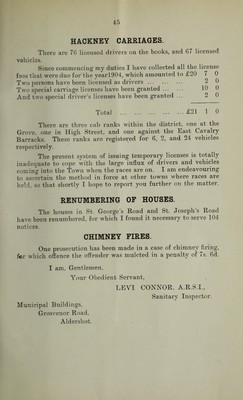 45
HACKNEY CARRIAGES.
There are 76 licensed drivers on the books, and 67 licensed
vehicles.
Since commencing my duties I have collected all the license
fees that were due for the year 1904, which amounted to £20 7 0
Two persons have been licensed as drivers ... ... ... 2 0
Two special carriage licenses have been granted ... ... 10 0
And two special driver's licenses have been granted ... 2 0
Total ... ... ... ... ... £21 1 0
There are three cab ranks within the district, one at the
Grove, one in High Street, and one against the East Cavalry
Barracks. These ranks are registered for 6, 2, and 24 vehicles
respectively.
The present system of issuing temporary licenses is totally
inadequate to cope with the large influx of drivers and vehicles
coming into the Town when the races are on. I am endeavouring
to ascertain the method in force at other towns where races are
held, so that shortly I hope to report you further on the matter.
RENUMBERING OF HOUSES.
The houses in St. George's Road and St. Joseph's Road
have been renumbered, for which I found it necessary to serve 104
notices.
CHIMNEY FIRES.
One prosecution has been made in a case of chimney firing,
for which offence the offender was mulcted in a penalty of 7s. 6d.
I am, Gentlemen,
Your Obedient Servant,
LEVI CONNOR, A.R.S.I.,
Sanitary Inspector.
Municipal Buildings,
Grosvenor Road,
Aldershot.